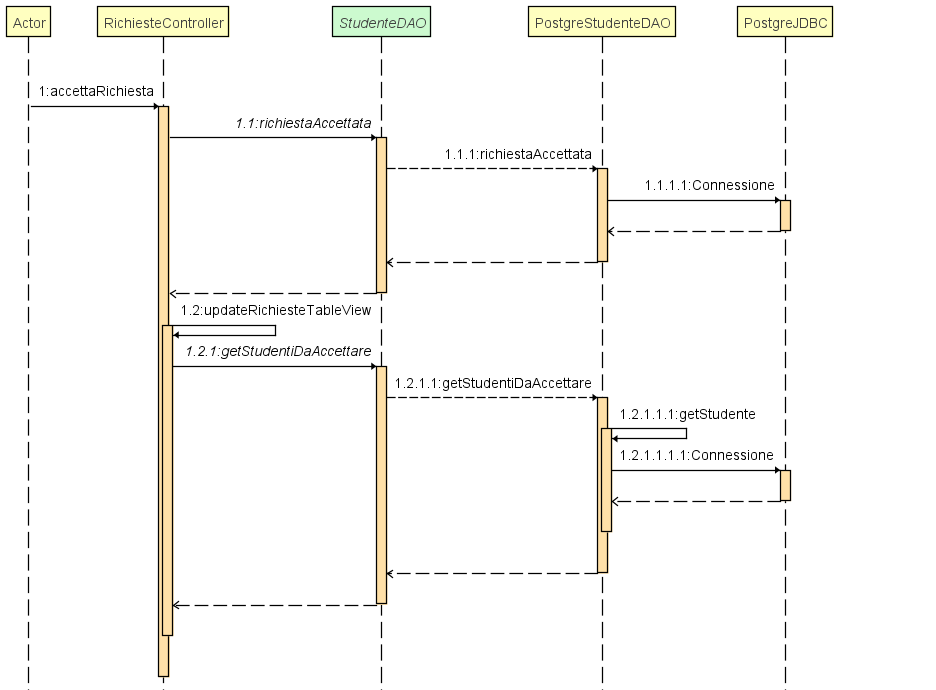 Actor
RichiesteController
StudenteDAO
PostgreStudenteDAO
PostgreJDBC
1:accettaRichiesta
1.1:richiestaAccettata
1.1.1:richiestaAccettata
1.1.1.1:Connessione
1.2:updateRichiesteTableView
1.2.1:getStudentiDaAccettare
1.2.1.1:getStudentiDaAccettare
1.2.1.1.1:getStudente
1.2.1.1.1.1:Connessione